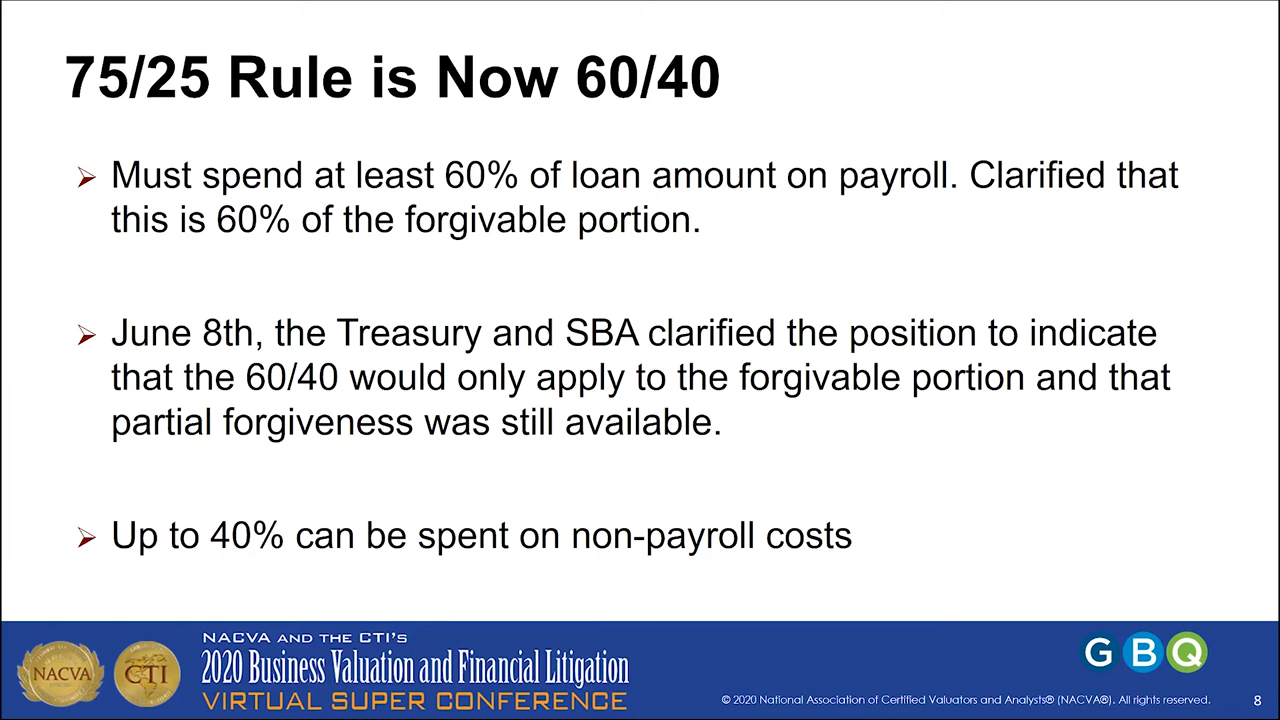 75/25 Rule is Now 60/40
Must spend at least 60% of loan amount on payroll. Clarified that
this is 60% of the forgivable portion.
June 8th, the Treasury and SBA clarified the position to indicate
that the 60/40 would only apply to the forgivable portion and that
partial forgiveness was still available.
Up to 40% can be spent on non-payroll costs
NACVA
CTI
NACVA AND THE CTI'S
2020 Business Valuation and Financial Litigation
VIRTUAL SUPER CONFERENCE
GBQ
© 2020 National Association of Certified Valuators and Analysts® (NACVA®). All rights reserved.
8